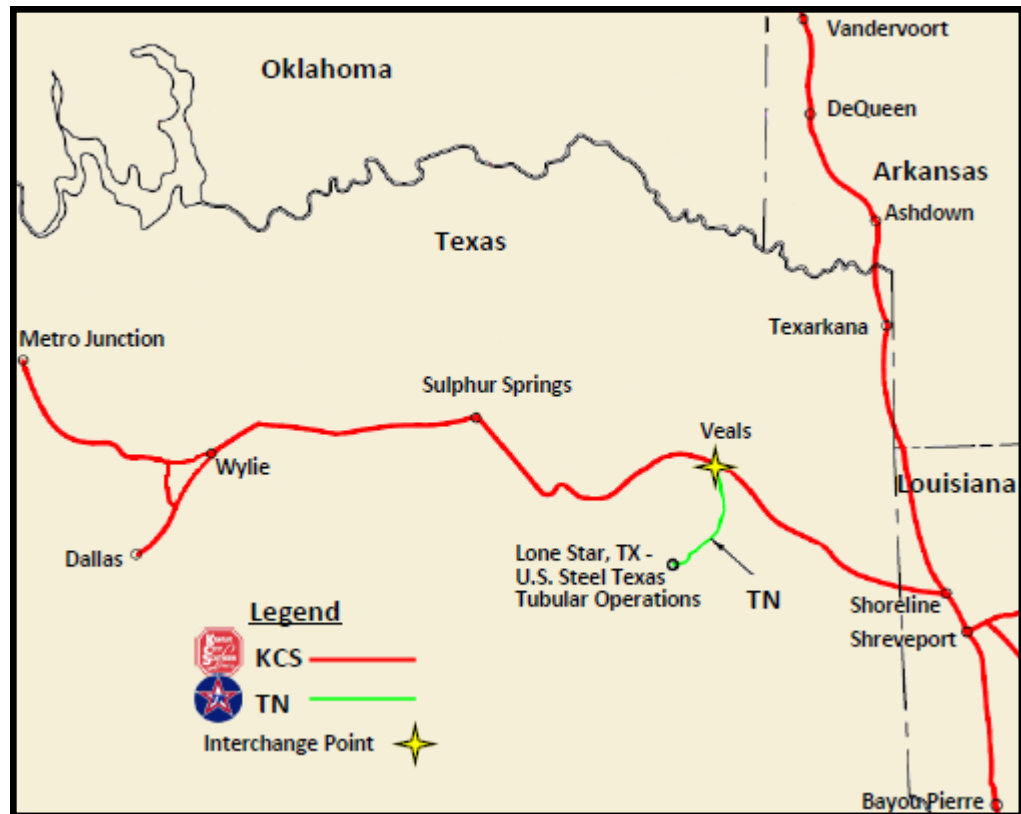 Vandervoort
Oklahoma
DeQueen
Arkansas
Ashdown
Texas
Texarkana
Metro Junction
Sulphur Springs
Veals
Wylie
Louisiana
Dallas
Lone Star, TX -
U.S. Steel Texas
Tubular Operations
TN
Shoreline
Shreveport
Legend
KCS
TN
Interchange Point
Bayou Pierre